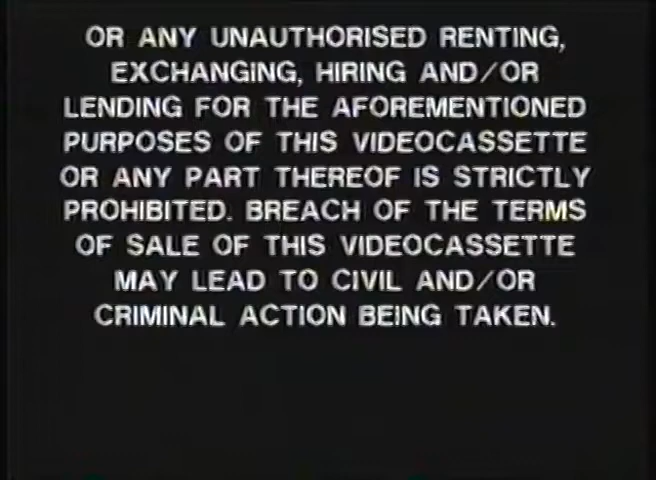 OR ANY UNAUTHORISED RENTING,
EXCHANGING, HIRING AND/OR
LENDING FOR THE AFOREMENTIONED
PURPOSES OF THIS VIDEOCASSETTE
OR ANY PART THEREOF IS STRICTLY
PROHIBITED. BREACH OF THE TERMS
OF SALE OF THIS VIDEOCASSETTE
MAY LEAD TO CIVIL AND/OR
CRIMINAL ACTION BEING TAKEN.